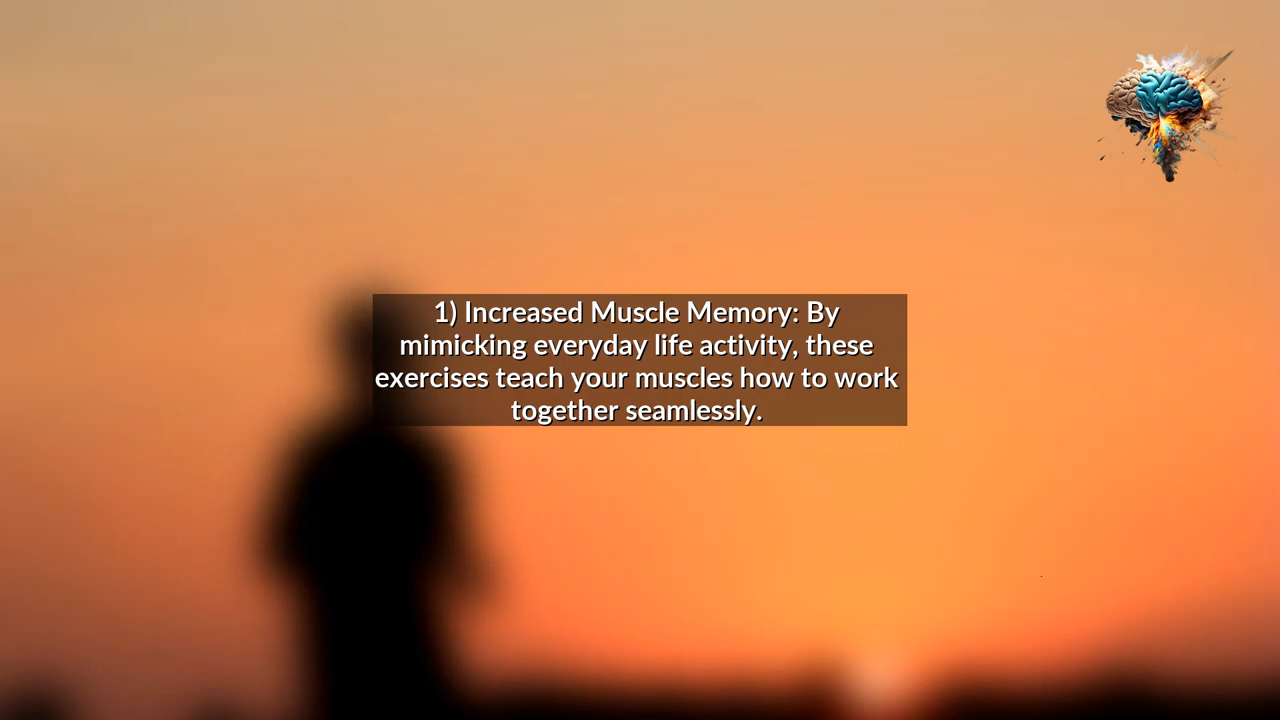 1) Increased Muscle Memory: By
mimicking everyday life activity, these
exercises teach your muscles how to work
together seamlessly.